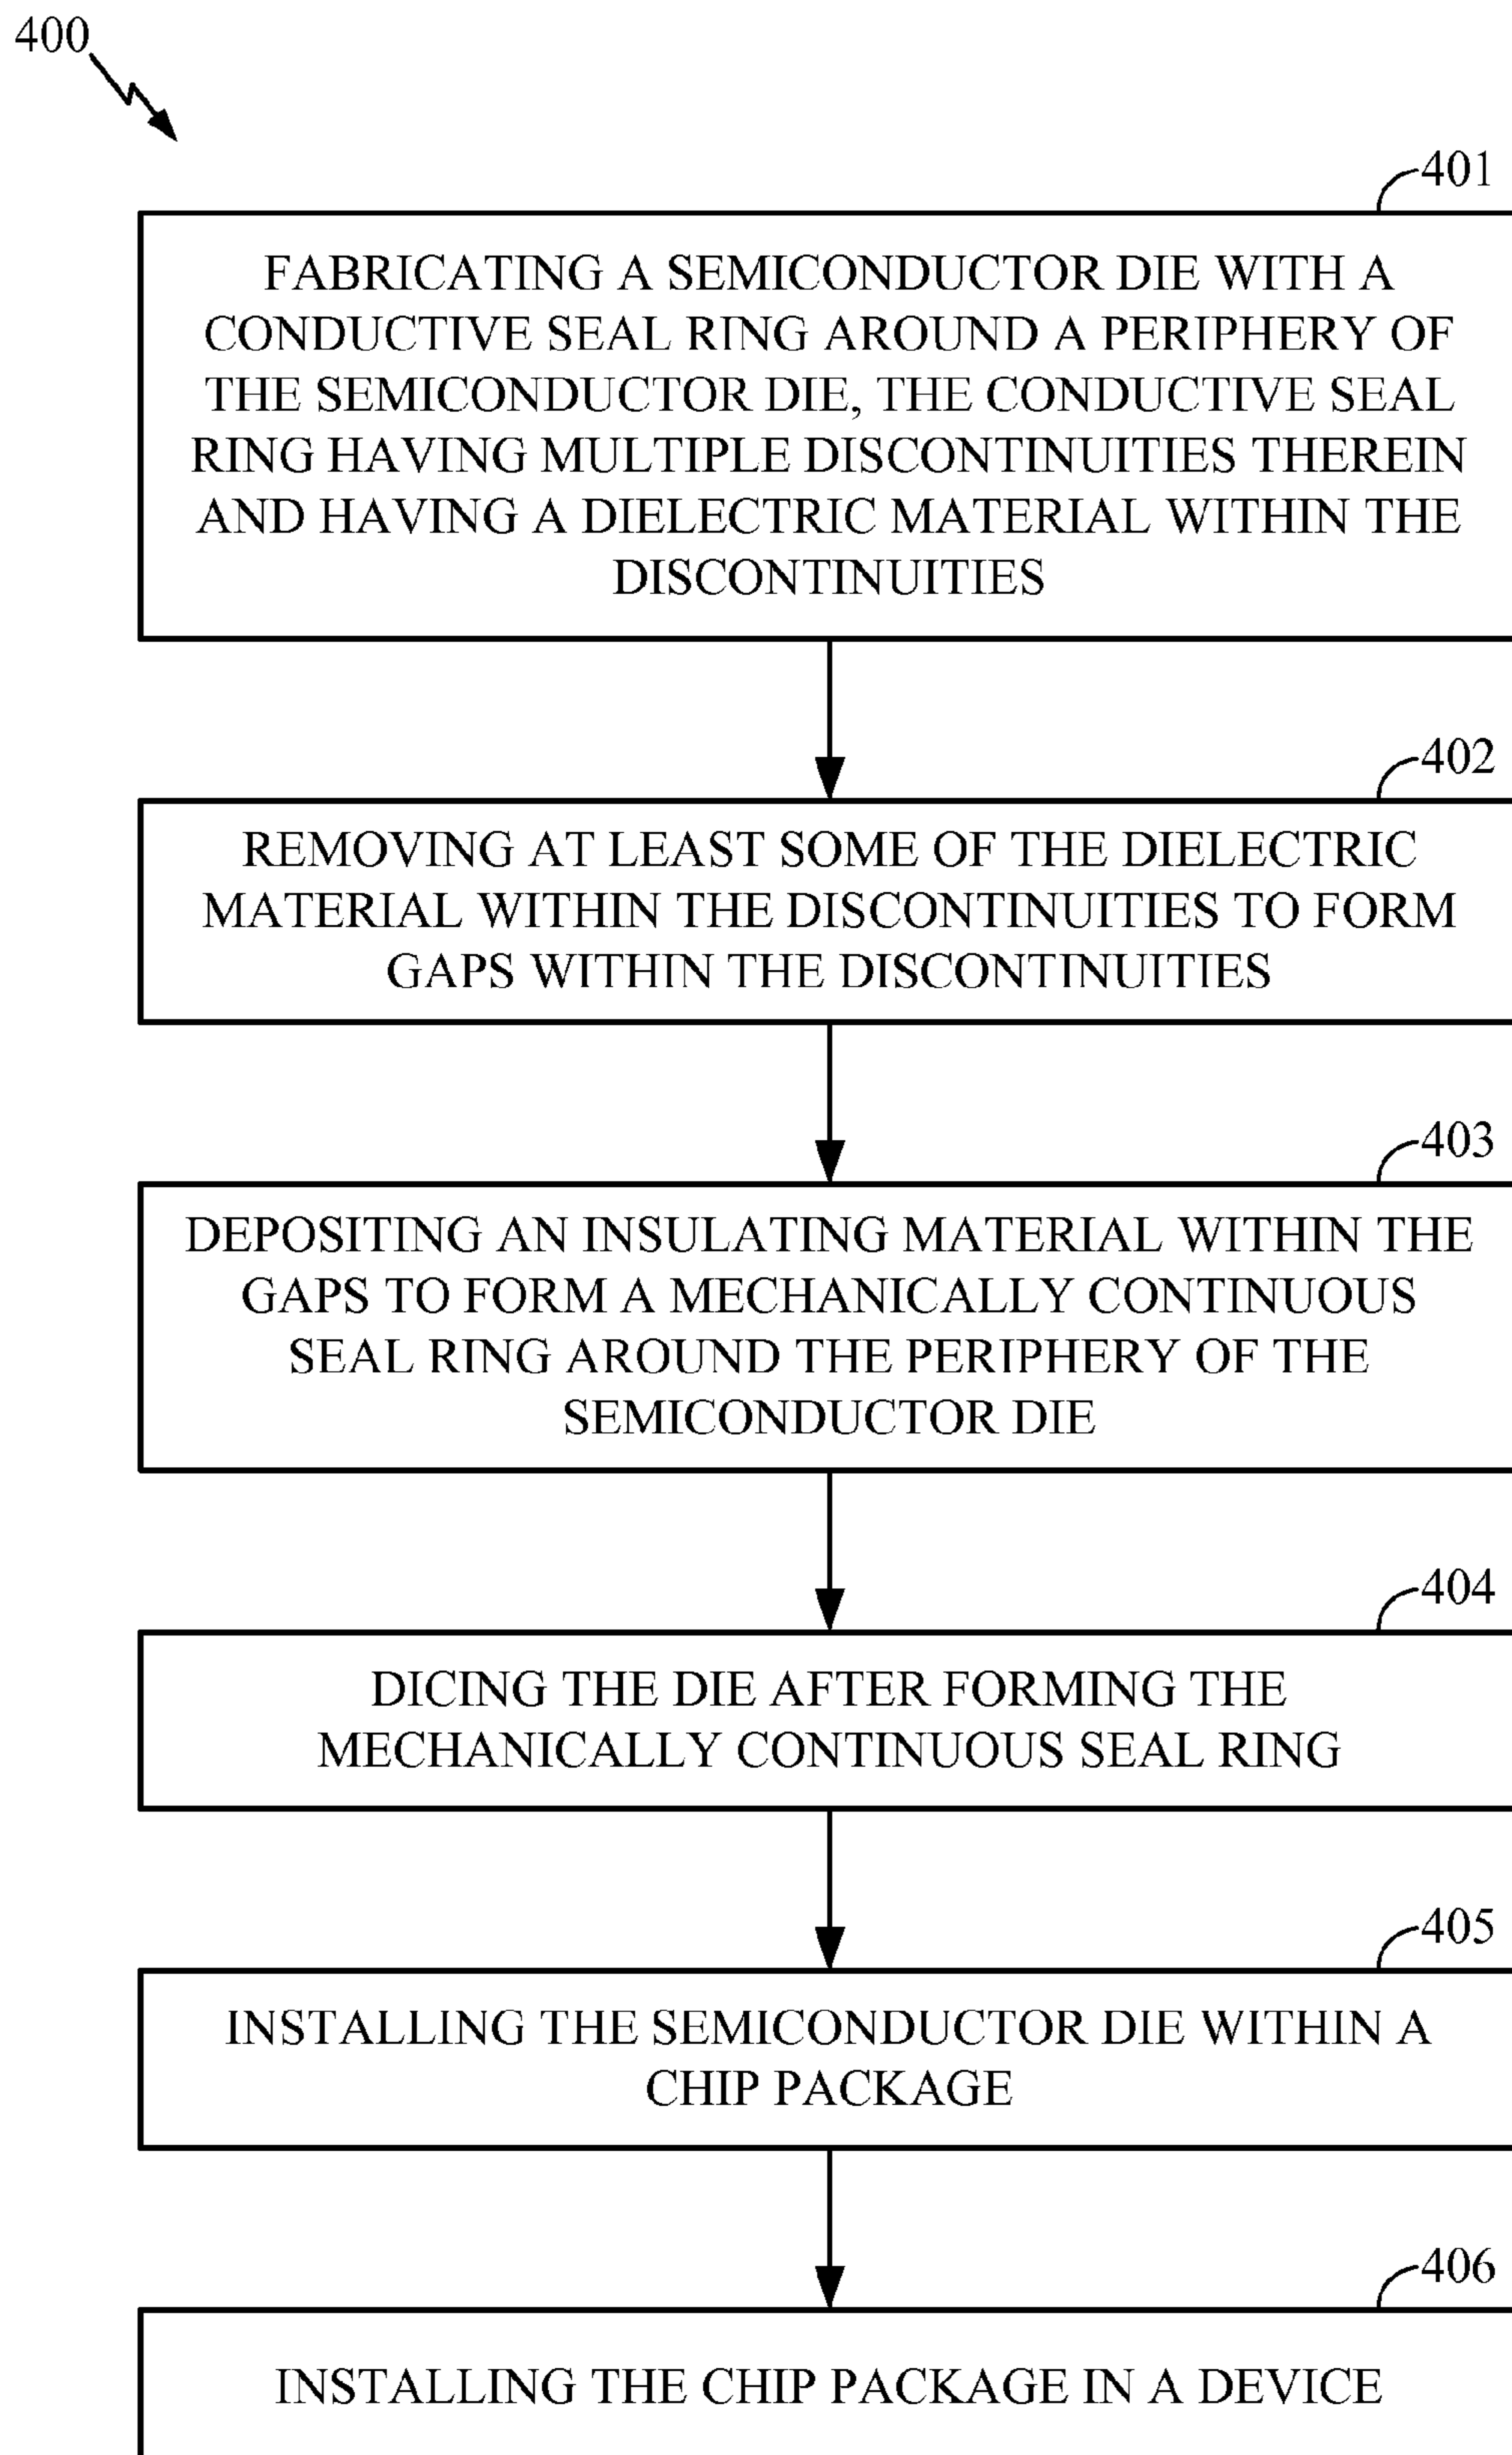 400
401
FABRICATING A SEMICONDUCTOR DIE WITH A
CONDUCTIVE SEAL RING AROUND A PERIPHERY OF
THE SEMICONDUCTOR DIE, THE CONDUCTIVE SEAL
RING HAVING MULTIPLE DISCONTINUITIES THEREIN
AND HAVING A DIELECTRIC MATERIAL WITHIN THE
DISCONTINUITIES
402
REMOVING AT LEAST SOME OF THE DIELECTRIC
MATERIAL WITHIN THE DISCONTINUITIES TO FORM
GAPS WITHIN THE DISCONTINUITIES
403
DEPOSITING AN INSULATING MATERIAL WITHIN THE
GAPS TO FORM A MECHANICALLY CONTINUOUS
SEAL RING AROUND THE PERIPHERY OF THE
SEMICONDUCTOR DIE
404
DICING THE DIE AFTER FORMING THE
MECHANICALLY CONTINUOUS SEAL RING
405
INSTALLING THE SEMICONDUCTOR DIE WITHIN A
CHIP PACKAGE
406
INSTALLING THE CHIP PACKAGE IN A DEVICE